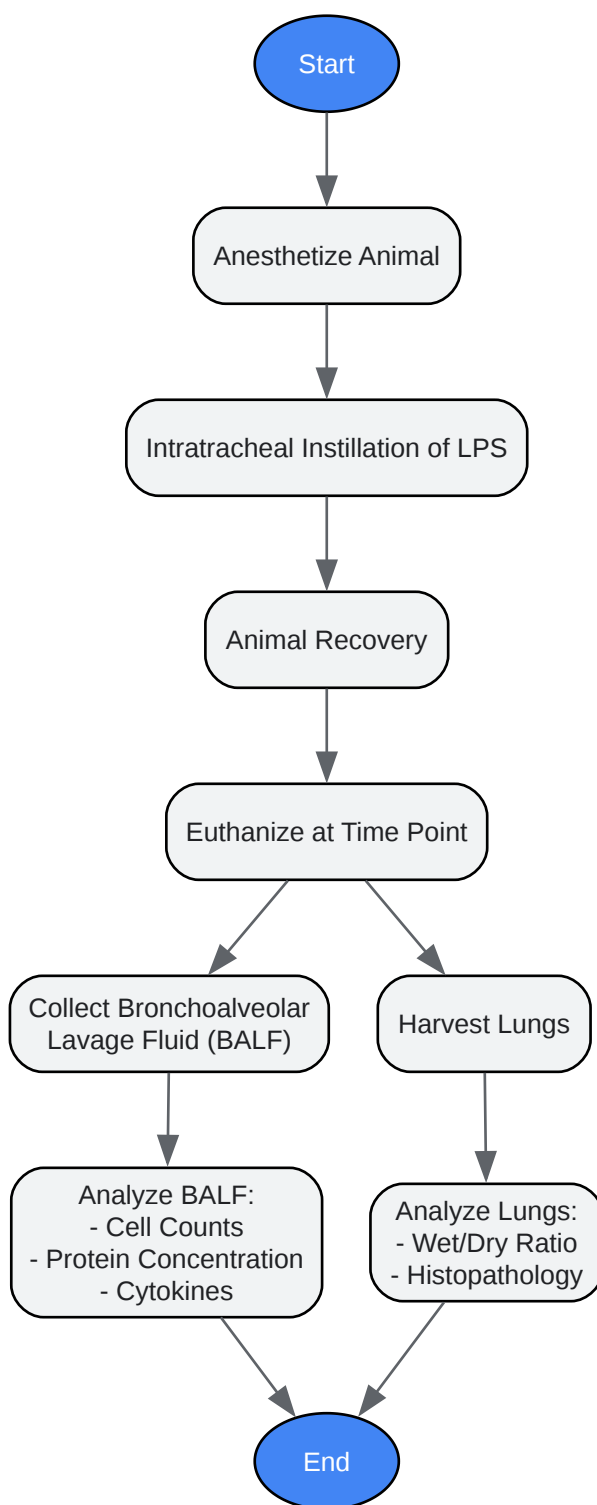 Start
Anesthetize Animal
Intratracheal Instillation of LPS
Animal Recovery
Euthanize at Time Point
Collect Bronchoalveolar
Lavage Fluid (BALF)
Harvest Lungs
Analyze BALF:
- Cell Counts
- Protein Concentration
- Cytokines
Analyze Lungs:
- Wet/Dry Ratio
- Histopathology
End